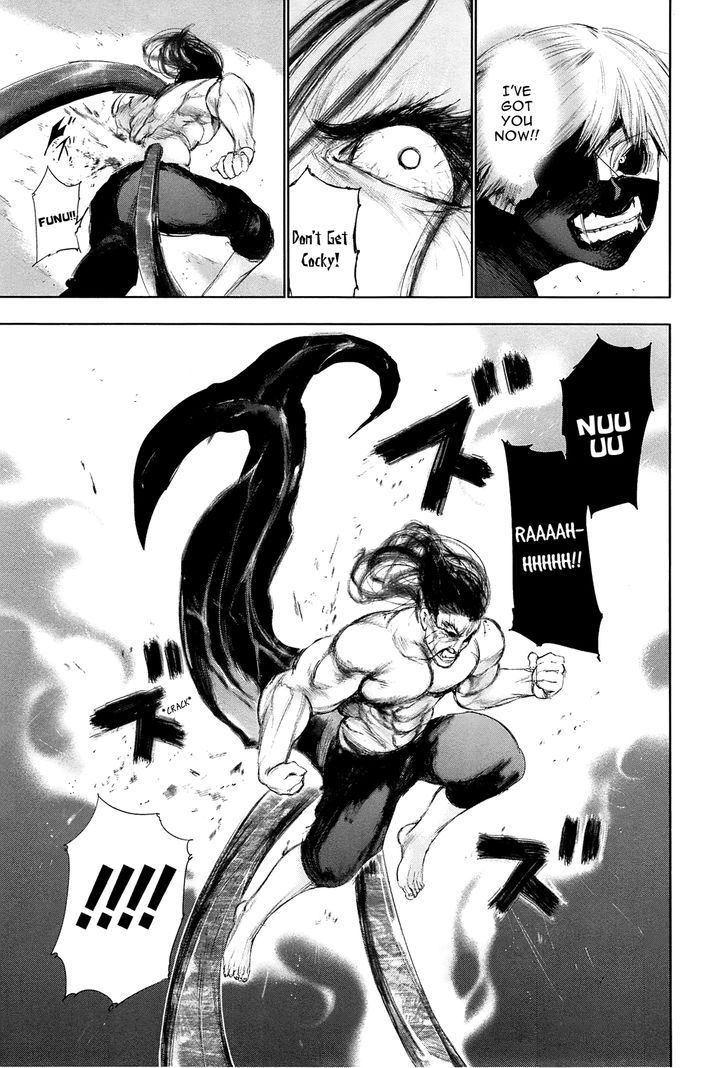 I'VE
GOT
YOU
NOW!!
Don't Get
Cocky!
FUNU!!
NUU
UU
RAAAAH-
HHHHH!!
ズ
ズ
*CRACK*
ズ
!!!!